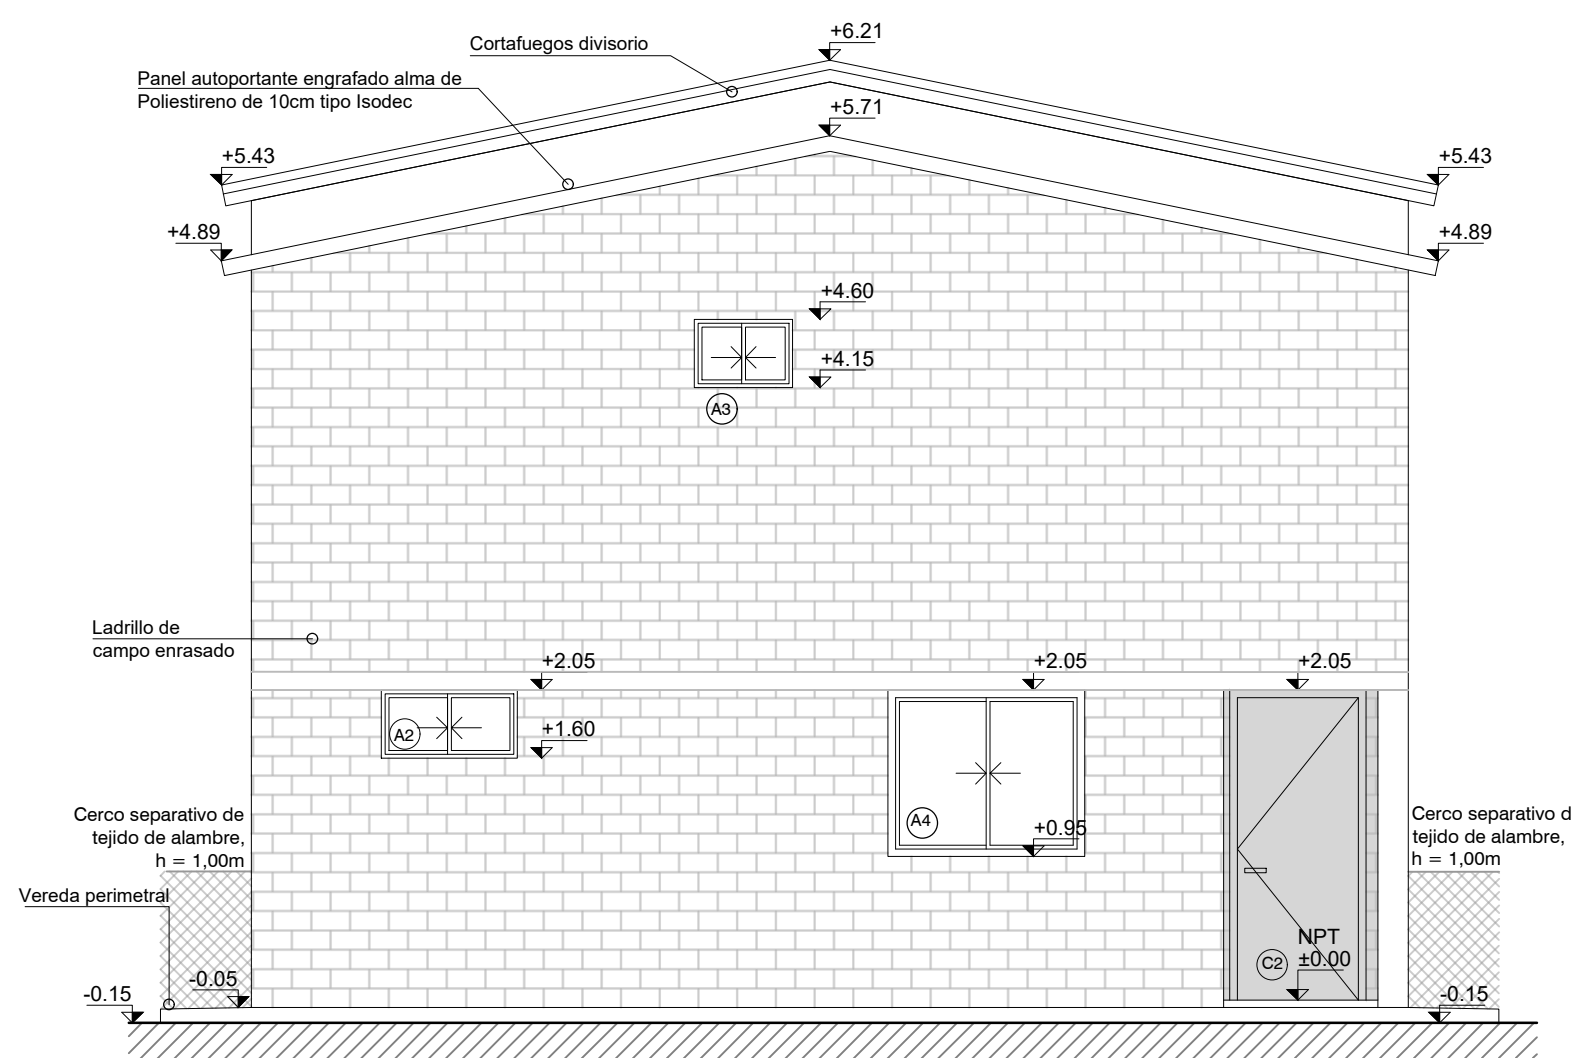 +6.21
Cortafuegos divisorio
Panel autoportante engrafado alma de
Poliestireno de 10cm tipo Isodec
+5.71
+5.43
+5.43
+4.89
+4.89
+4.60
+4.15
A3
Ladrillo de
campo enrasado
+2.05
+2.05
+2.05
A2
+1.60
A4
+0.95
Cerco separativo de
tejido de alambre,
h = 1,00m
Cerco separativo d
tejido de alambre,
h = 1,00m
Vereda perimetral
NPT
±0.00
C2
-0.05
-0.15
-0.15